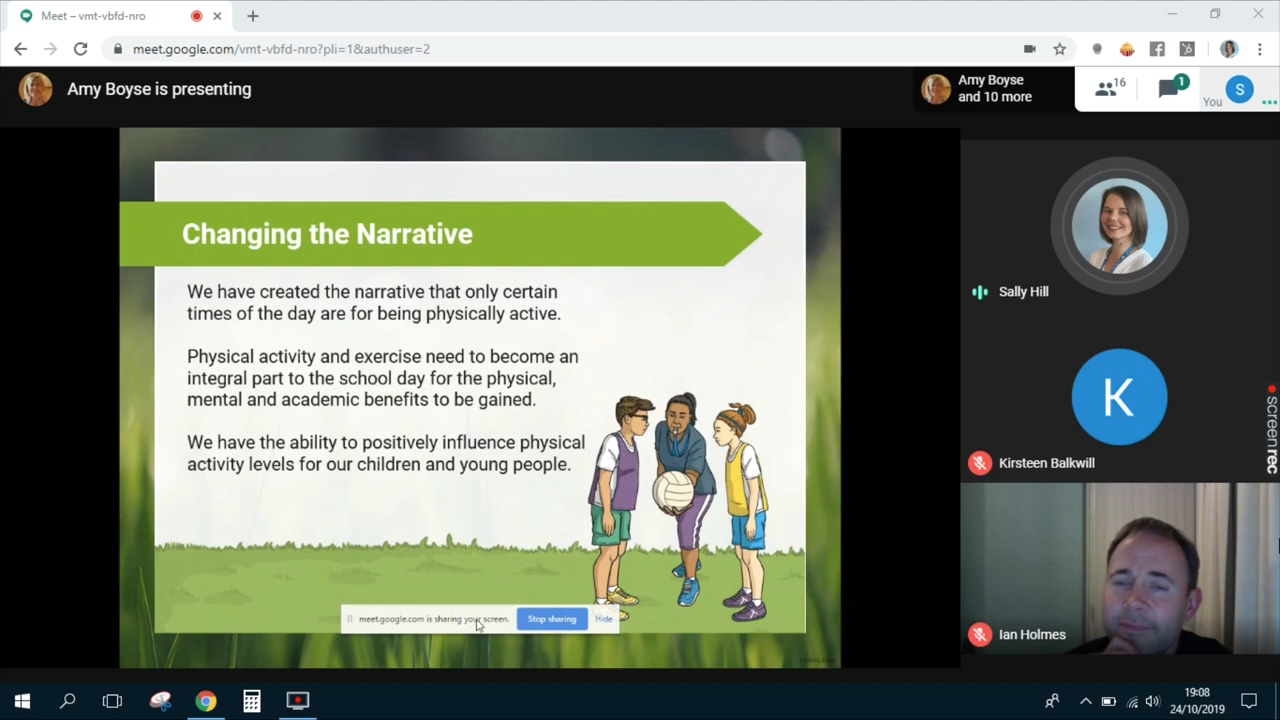 Meet – vmt-vbfd-nro
meet.google.com/vmt-vbfd-nro?pli=1&authuser=2
Amy Boyse is presenting
Amy Boyse
and 10 more
16
1
You
S
Changing the Narrative
We have created the narrative that only certain
times of the day are for being physically active.
Physical activity and exercise need to become an
integral part to the school day for the physical,
mental and academic benefits to be gained.
We have the ability to positively influence physical
activity levels for our children and young people.
meet.google.com is sharing your screen.
Stop sharing
Hide
Sally Hill
K
Kirsteen Balkwill
Ian Holmes
screenrec
19:08
24/10/2019